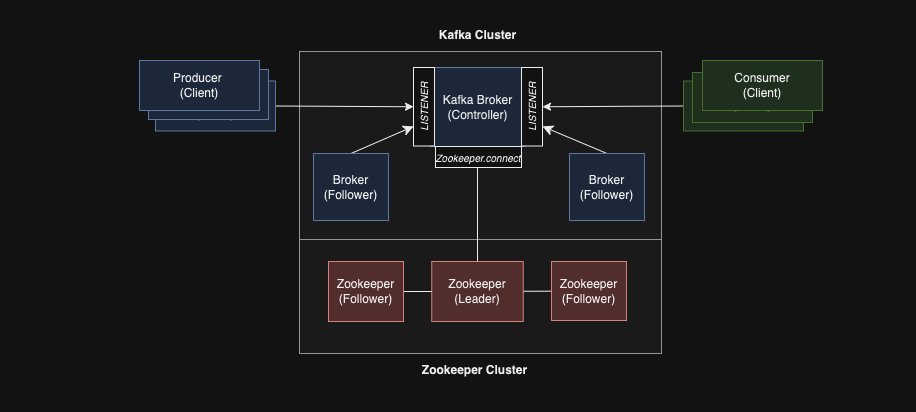 Kafka Cluster
Producer
(Client)
LISTENER
Kafka Broker
(Controller)
LISTENER
Consumer
(Client)
Zookeeper.connect
Broker
(Follower)
Broker
(Follower)
Zookeeper
(Follower)
Zookeeper
(Leader)
Zookeeper
(Follower)
Zookeeper Cluster